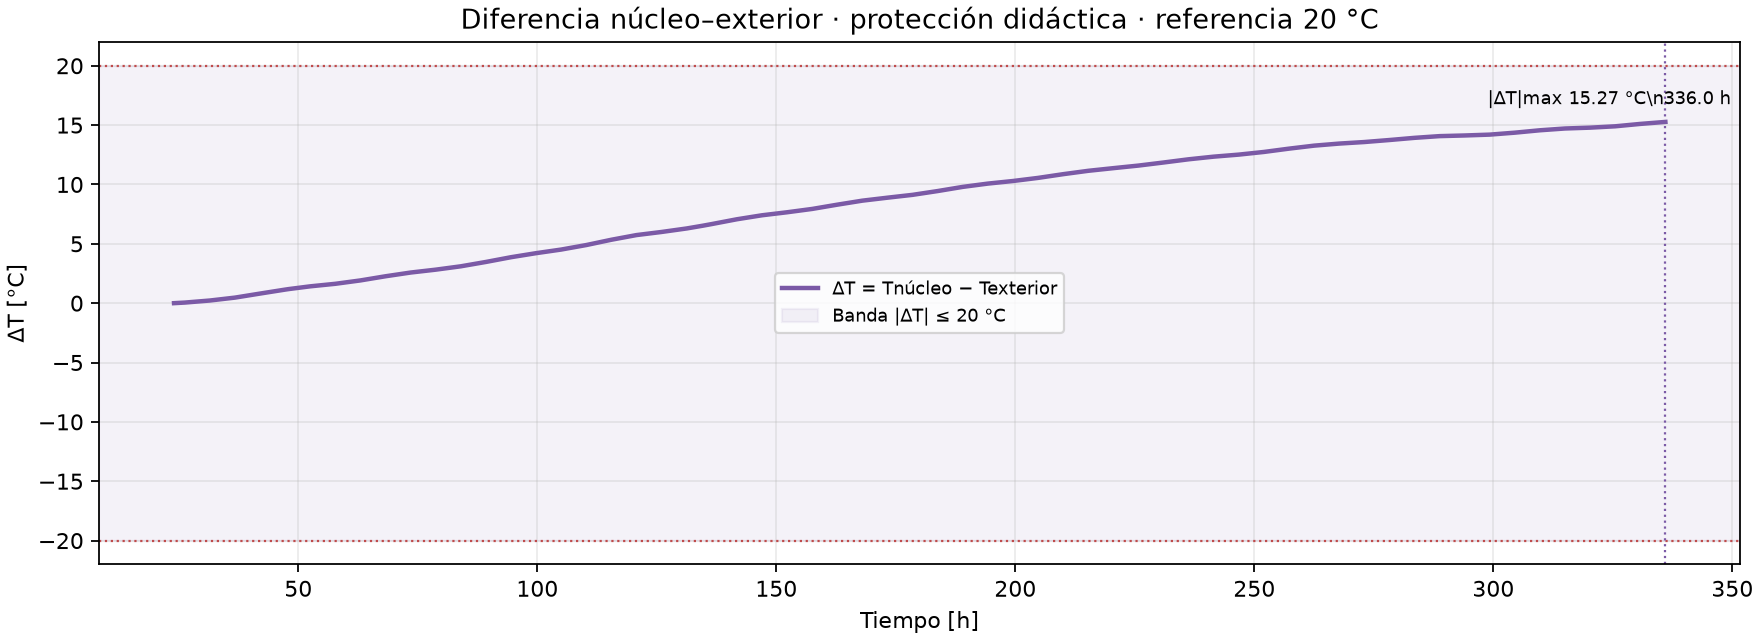 Diferencia núcleo–exterior · protección didáctica · referencia 20 °C
ΔT [°C]
20
15
10
5
0
−5
−10
−15
−20
|ΔT|max 15.27 °C\n336.0 h
ΔT = Tnúcleo − Texterior
Banda |ΔT| ≤ 20 °C
50
100
150
200
250
300
350
Tiempo [h]